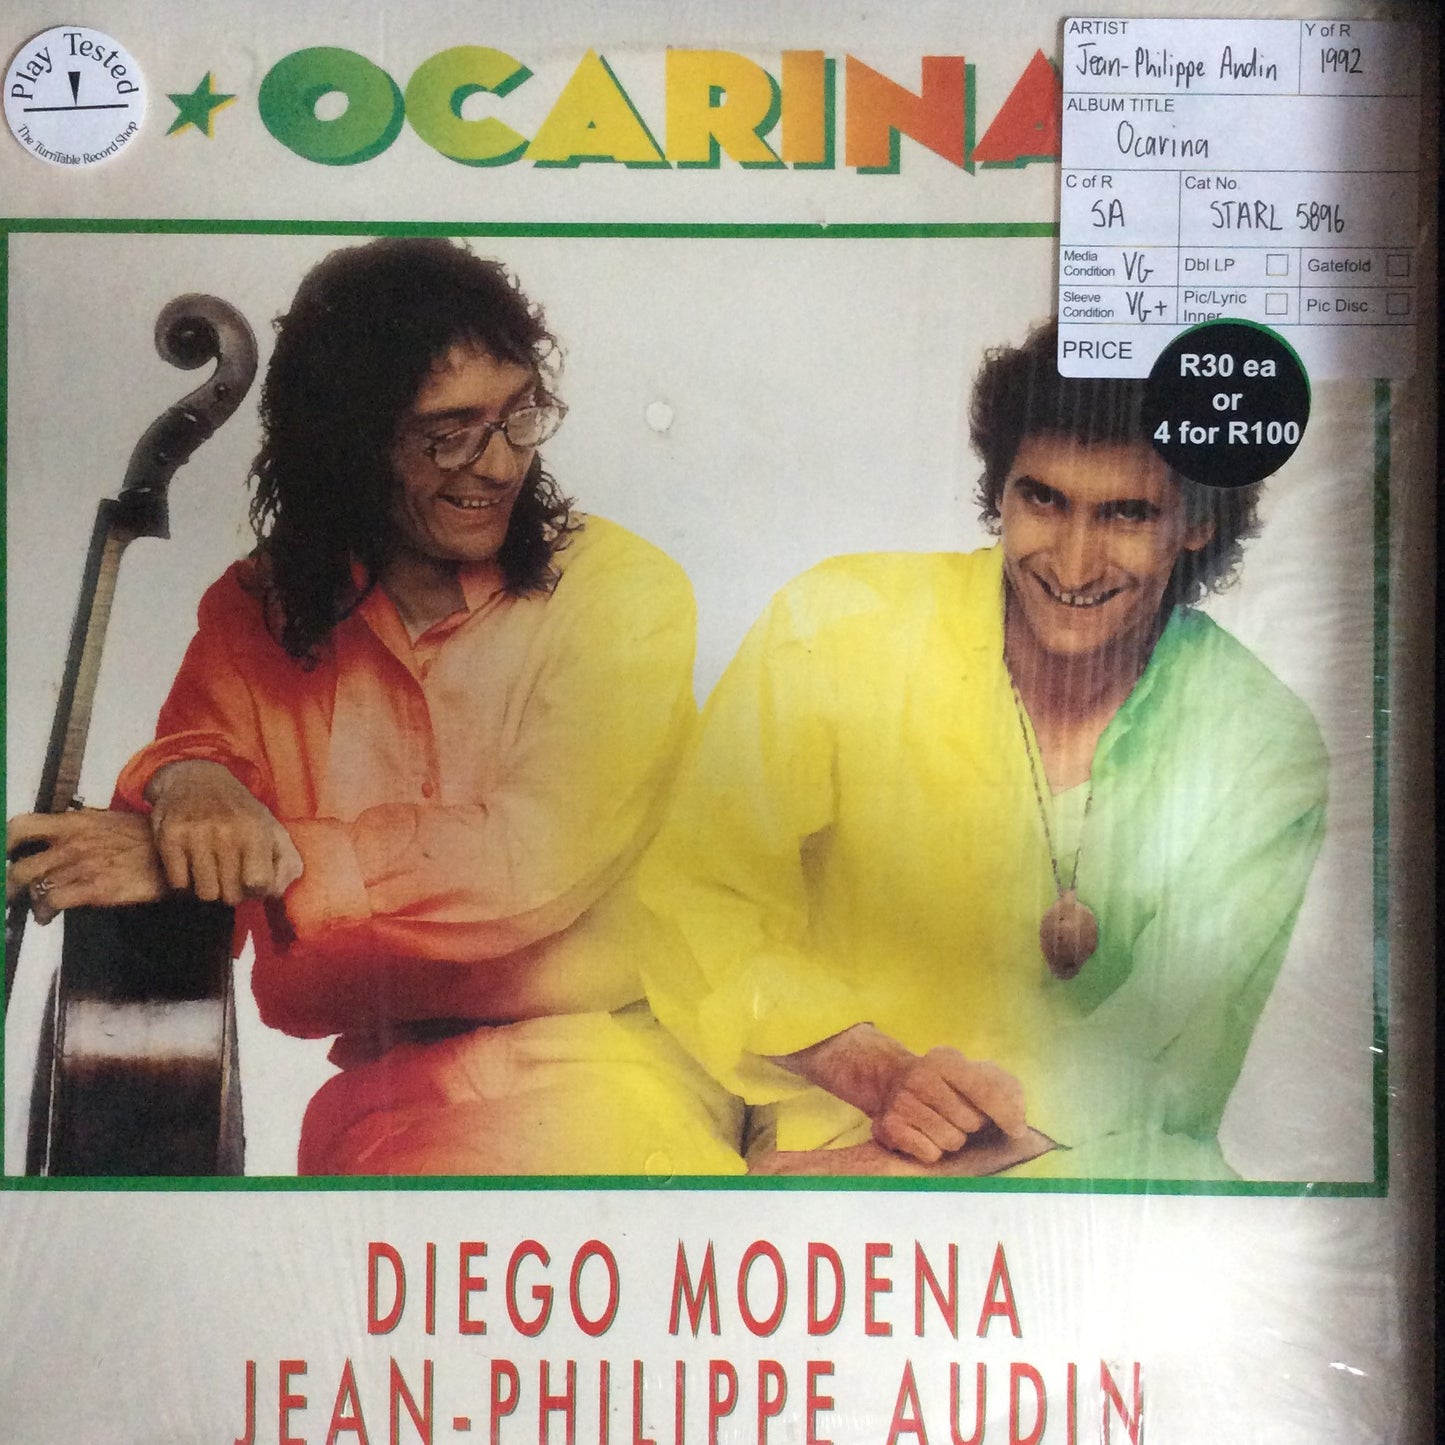 Play Tested
The TurnTable Record Shop
OCARINA
ARTIST
Jean-Philippe Andin
Y of R
1992
ALBUM TITLE
Ocarina
C of R
SA
Cat No.
STARL 5896
Media Condition VG
Dbl LP
Gatefold
Sleeve Condition VG+
Pic/Lyric Inner
Pic Disc
PRICE
R30 ea
or
4 for R100
DIEGO MODENA
JEAN-PHILIPPE AUDIN